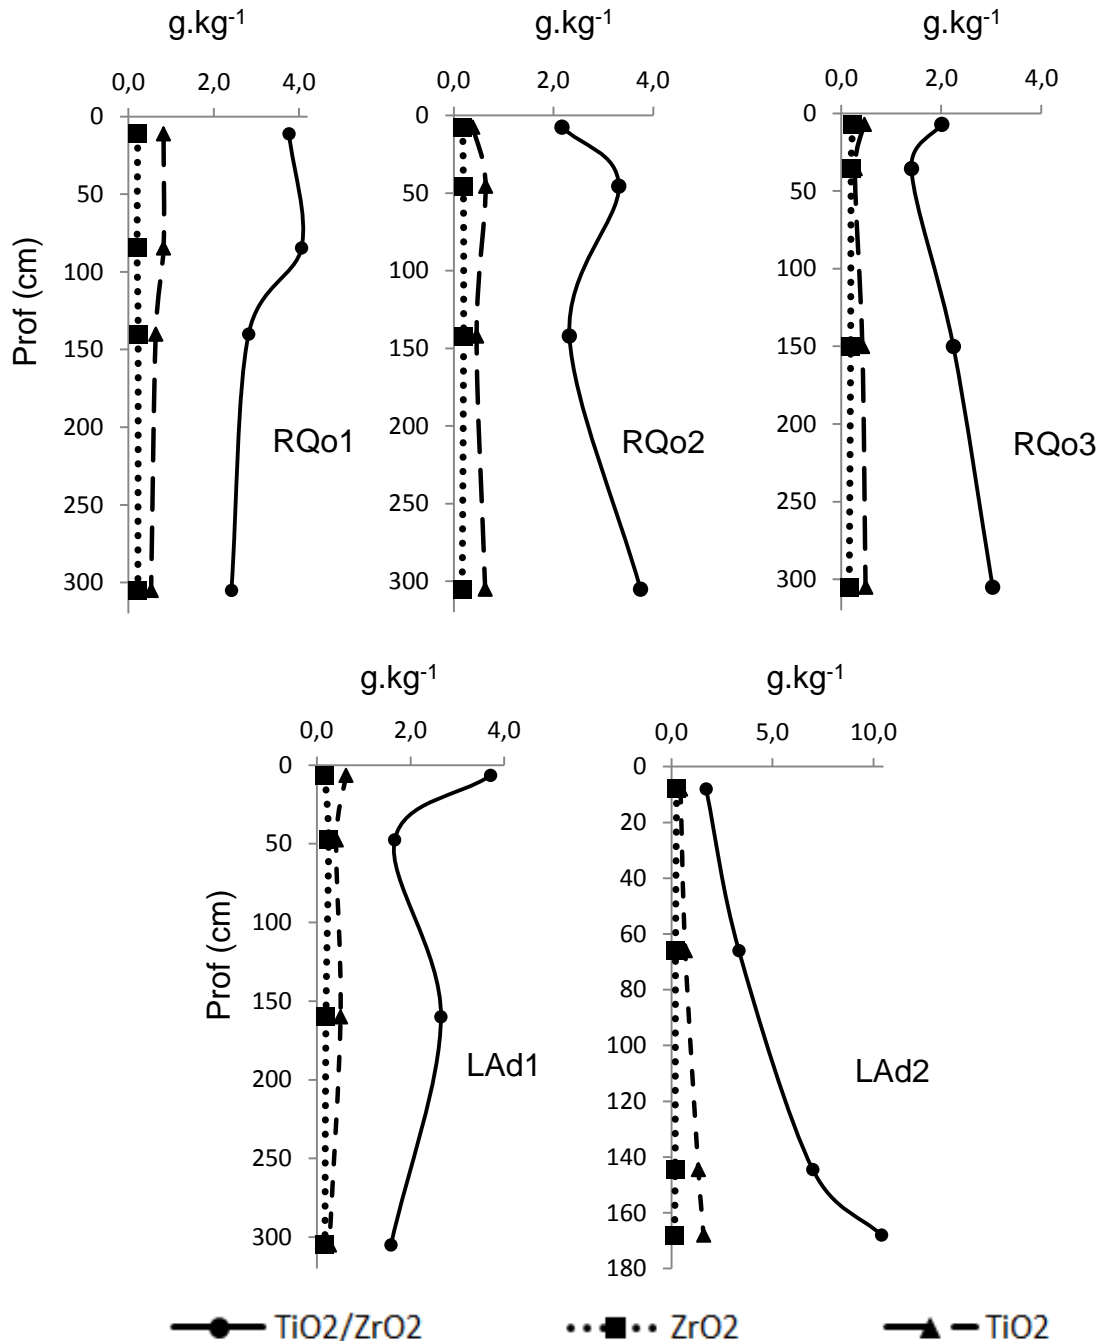 g.kg-1 g.kg-1 g.kg-1
0,0 2,0 4,0 0,0 2,0 4,0 0,0 2,0 4,0
0 0 0
50 50 50
100 100 100
150 150 150
200 200 200
250 250 250
300 300 300
Prof (cm)
RQo1 RQo2 RQo3
g.kg-1 g.kg-1
0,0 2,0 4,0 0,0 5,0 10,0
0
50
100
150
200
250
300
Prof (cm)
LAd1
0
20
40
60
80
100
120
140
160
180
LAd2
TiO2/ZrO2 ZrO2 TiO2